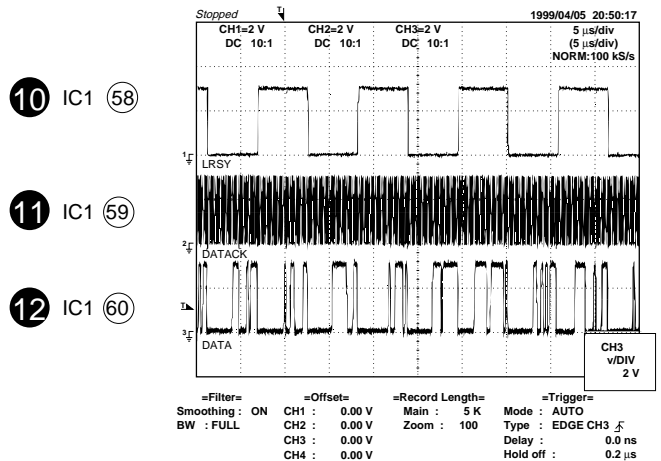 Stopped T 1999/04/05 20:50:17
CH1=2 V CH2=2 V CH3=2 V 5 µs/div
DC 10:1 DC 10:1 DC 10:1 (5 µs/div)
NORM:100 kS/s
10 IC1 58
1
LRSY
11 IC1 59
2
DATACK
12 IC1 60
T
3
DATA
CH3
v/DIV
2 V
=Filter= =Offset= =Record Length= =Trigger=
Smoothing : ON CH1 : 0.00 V Main : 5 K Mode : AUTO
BW : FULL CH2 : 0.00 V Zoom : 100 Type : EDGE CH3
CH3 : 0.00 V Delay : 0.0 ns
CH4 : 0.00 V Hold off : 0.2 µs